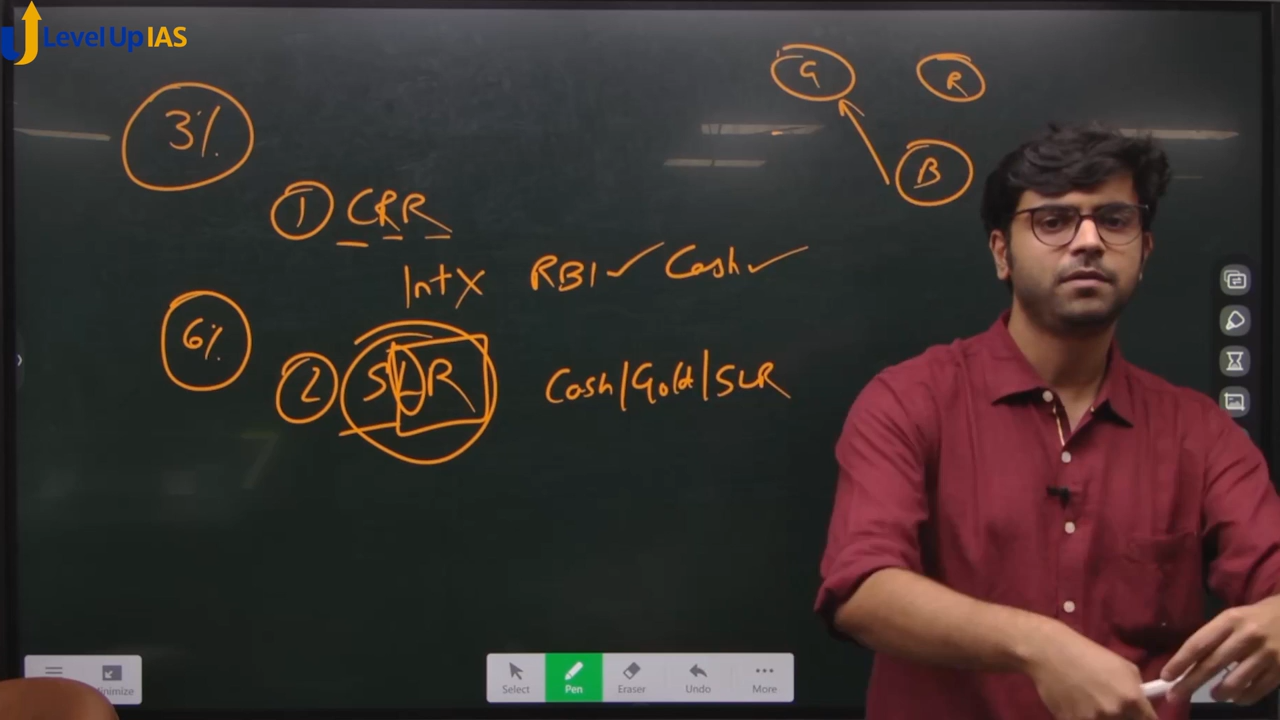 Level Up IAS
G R
3%
B
1 CRR
Int X RBI ✓ Cash ✓
6%
2 SLR Cash/Gold/SLR
Select Pen Eraser Undo More